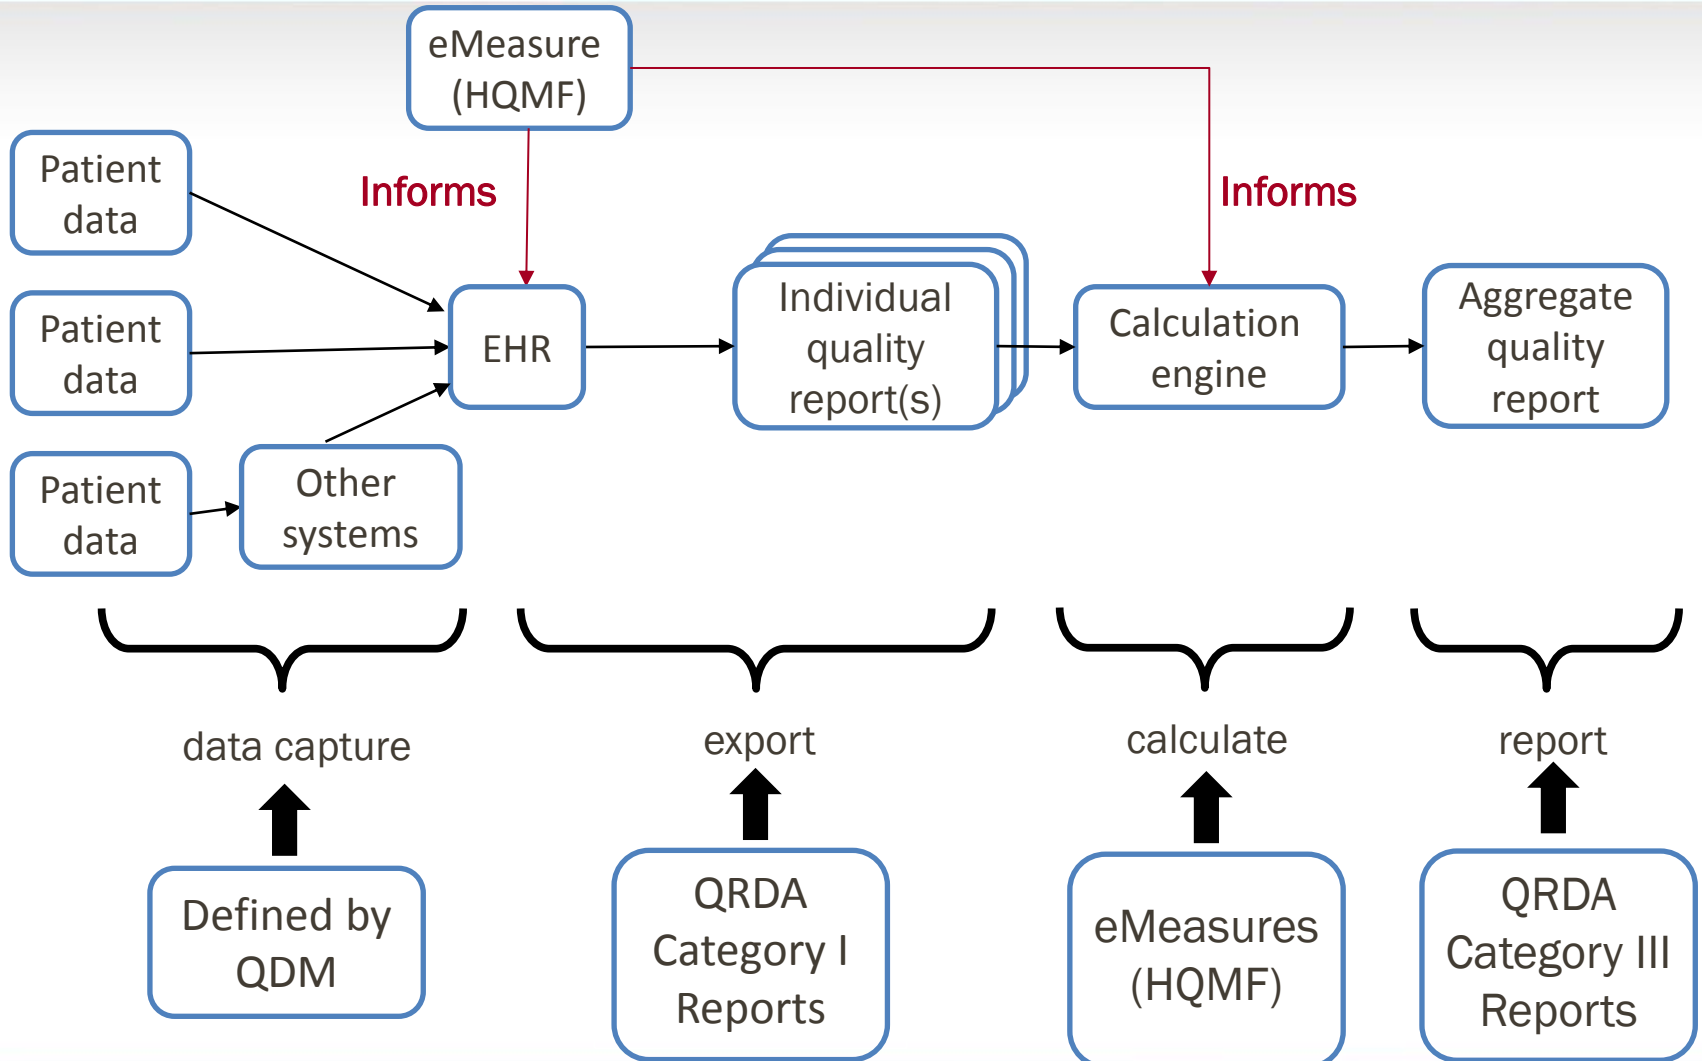 eMeasure
(HQMF)
Patient
data
Informs
Informs
Patient
data
EHR
Individual
quality
report(s)
Calculation
engine
Aggregate
quality
report
Patient
data
Other
systems
data capture
export
calculate
report
Defined by
QDM
QRDA
Category I
Reports
eMeasures
(HQMF)
QRDA
Category III
Reports